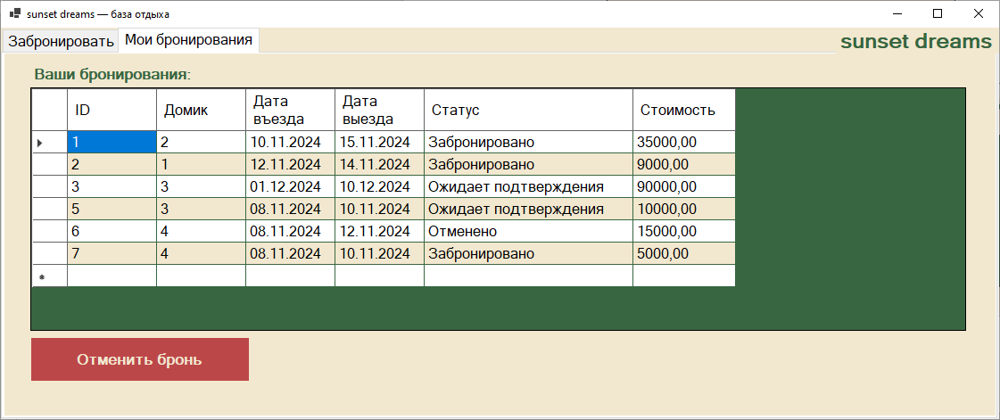 sunset dreams — база отдыха
Забронировать Мои бронирования sunset dreams
Ваши бронирования:
ID Домик Дата въезда Дата выезда Статус Стоимость
1 2 10.11.2024 15.11.2024 Забронировано 35000,00
2 1 12.11.2024 14.11.2024 Забронировано 9000,00
3 3 01.12.2024 10.12.2024 Ожидает подтверждения 90000,00
5 3 08.11.2024 10.11.2024 Ожидает подтверждения 10000,00
6 4 08.11.2024 12.11.2024 Отменено 15000,00
7 4 08.11.2024 10.11.2024 Забронировано 5000,00
Отменить бронь